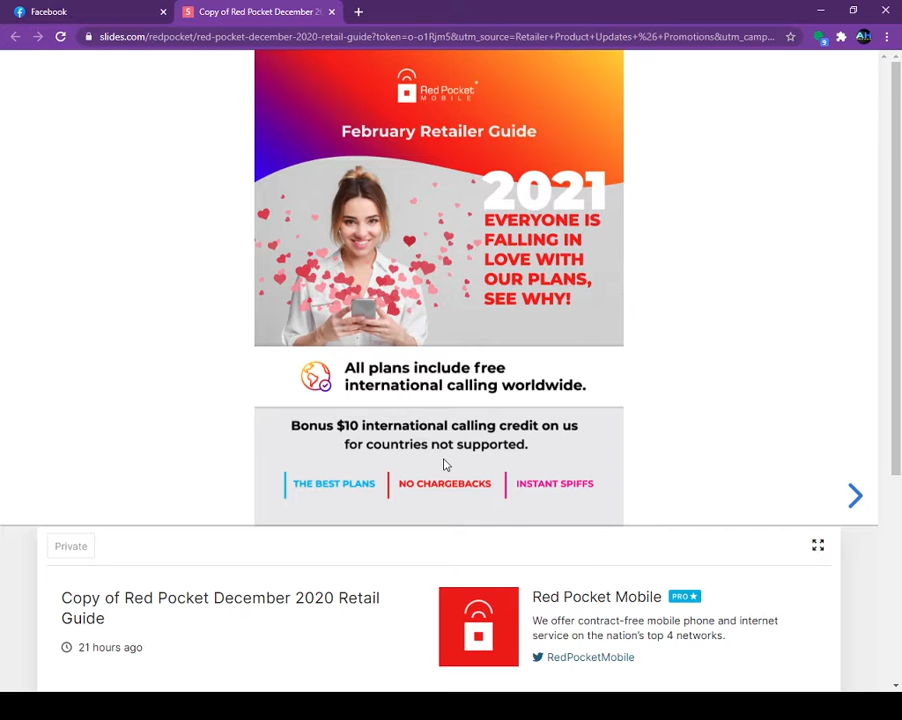 Facebook
Copy of Red Pocket December 2
slides.com/redpocket/red-pocket-december-2020-retail-guide?token=o-o1Rjm5&utm_source=Retailer+Product+Updates+%26+Promotions&utm_camp...
Red Pocket
MOBILE
February Retailer Guide
2021
EVERYONE IS
FALLING IN
LOVE WITH
OUR PLANS,
SEE WHY!
All plans include free
international calling worldwide.
Bonus $10 international calling credit on us
for countries not supported.
THE BEST PLANS
NO CHARGEBACKS
INSTANT SPIFFS
Private
Copy of Red Pocket December 2020 Retail
Guide
21 hours ago
Red Pocket Mobile PRO
We offer contract-free mobile phone and internet
service on the nation's top 4 networks.
RedPocketMobile